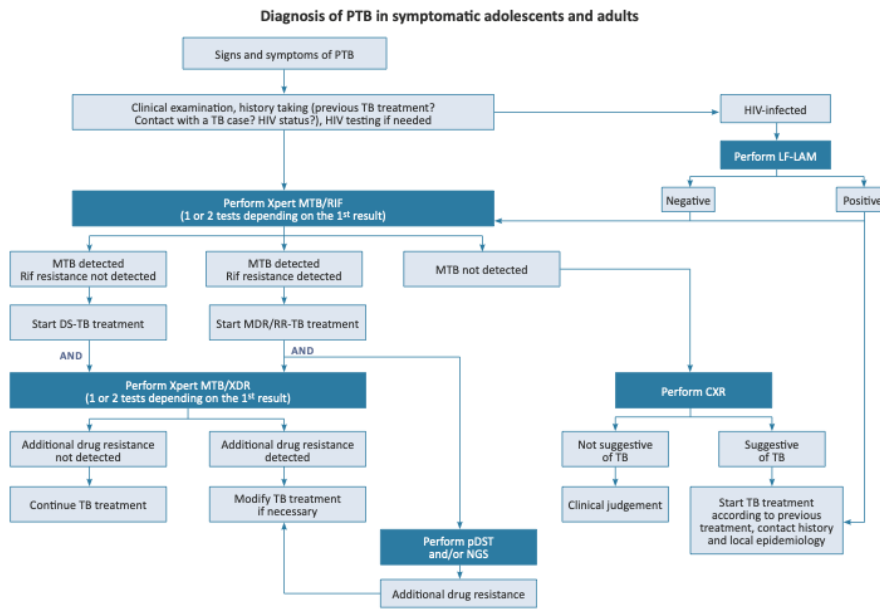 Diagnosis of PTB in symptomatic adolescents and adults
Signs and symptoms of PTB
Clinical examination, history taking (previous TB treatment?
Contact with a TB case? HIV status?), HIV testing if needed
HIV-infected
Perform LF-LAM
Negative
Positive
Perform Xpert MTB/RIF
(1 or 2 tests depending on the 1st result)
MTB detected
Rif resistance not detected
MTB detected
Rif resistance detected
MTB not detected
Start DS-TB treatment
Start MDR/RR-TB treatment
AND
AND
Perform Xpert MTB/XDR
(1 or 2 tests depending on the 1st result)
Perform CXR
Additional drug resistance
not detected
Additional drug resistance
detected
Not suggestive
of TB
Suggestive
of TB
Continue TB treatment
Modify TB treatment
if necessary
Clinical judgement
Start TB treatment
according to previous
treatment, contact history
and local epidemiology
Perform pDST
and/or NGS
Additional drug resistance